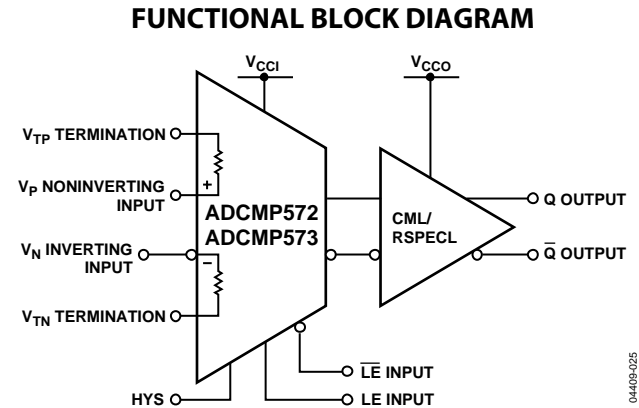 FUNCTIONAL BLOCK DIAGRAM
VCCI
VCCO
VTP TERMINATION
VP NONINVERTING
INPUT
+
ADCMP572
ADCMP573
CML/
RSPECL
Q OUTPUT
VN INVERTING
INPUT
–
Q̅ OUTPUT
VTN TERMINATION
L̅E̅ INPUT
HYS
LE INPUT
04409-025